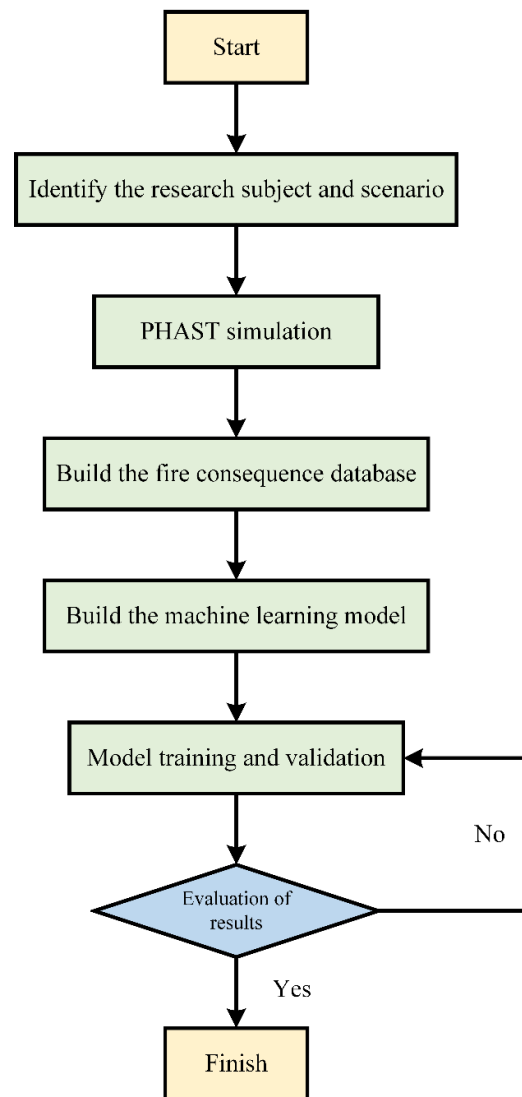 Start
Identify the research subject and scenario
PHAST simulation
Build the fire consequence database
Build the machine learning model
Model training and validation
No
Evaluation of
results
Yes
Finish